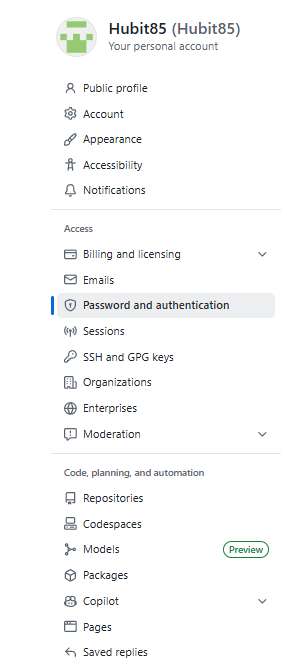 Hubit85 (Hubit85)
Your personal account
Public profile
Account
Appearance
Accessibility
Notifications
Access
Billing and licensing
Emails
Password and authentication
Sessions
SSH and GPG keys
Organizations
Enterprises
Moderation
Code, planning, and automation
Repositories
Codespaces
Models Preview
Packages
Copilot
Pages
Saved replies